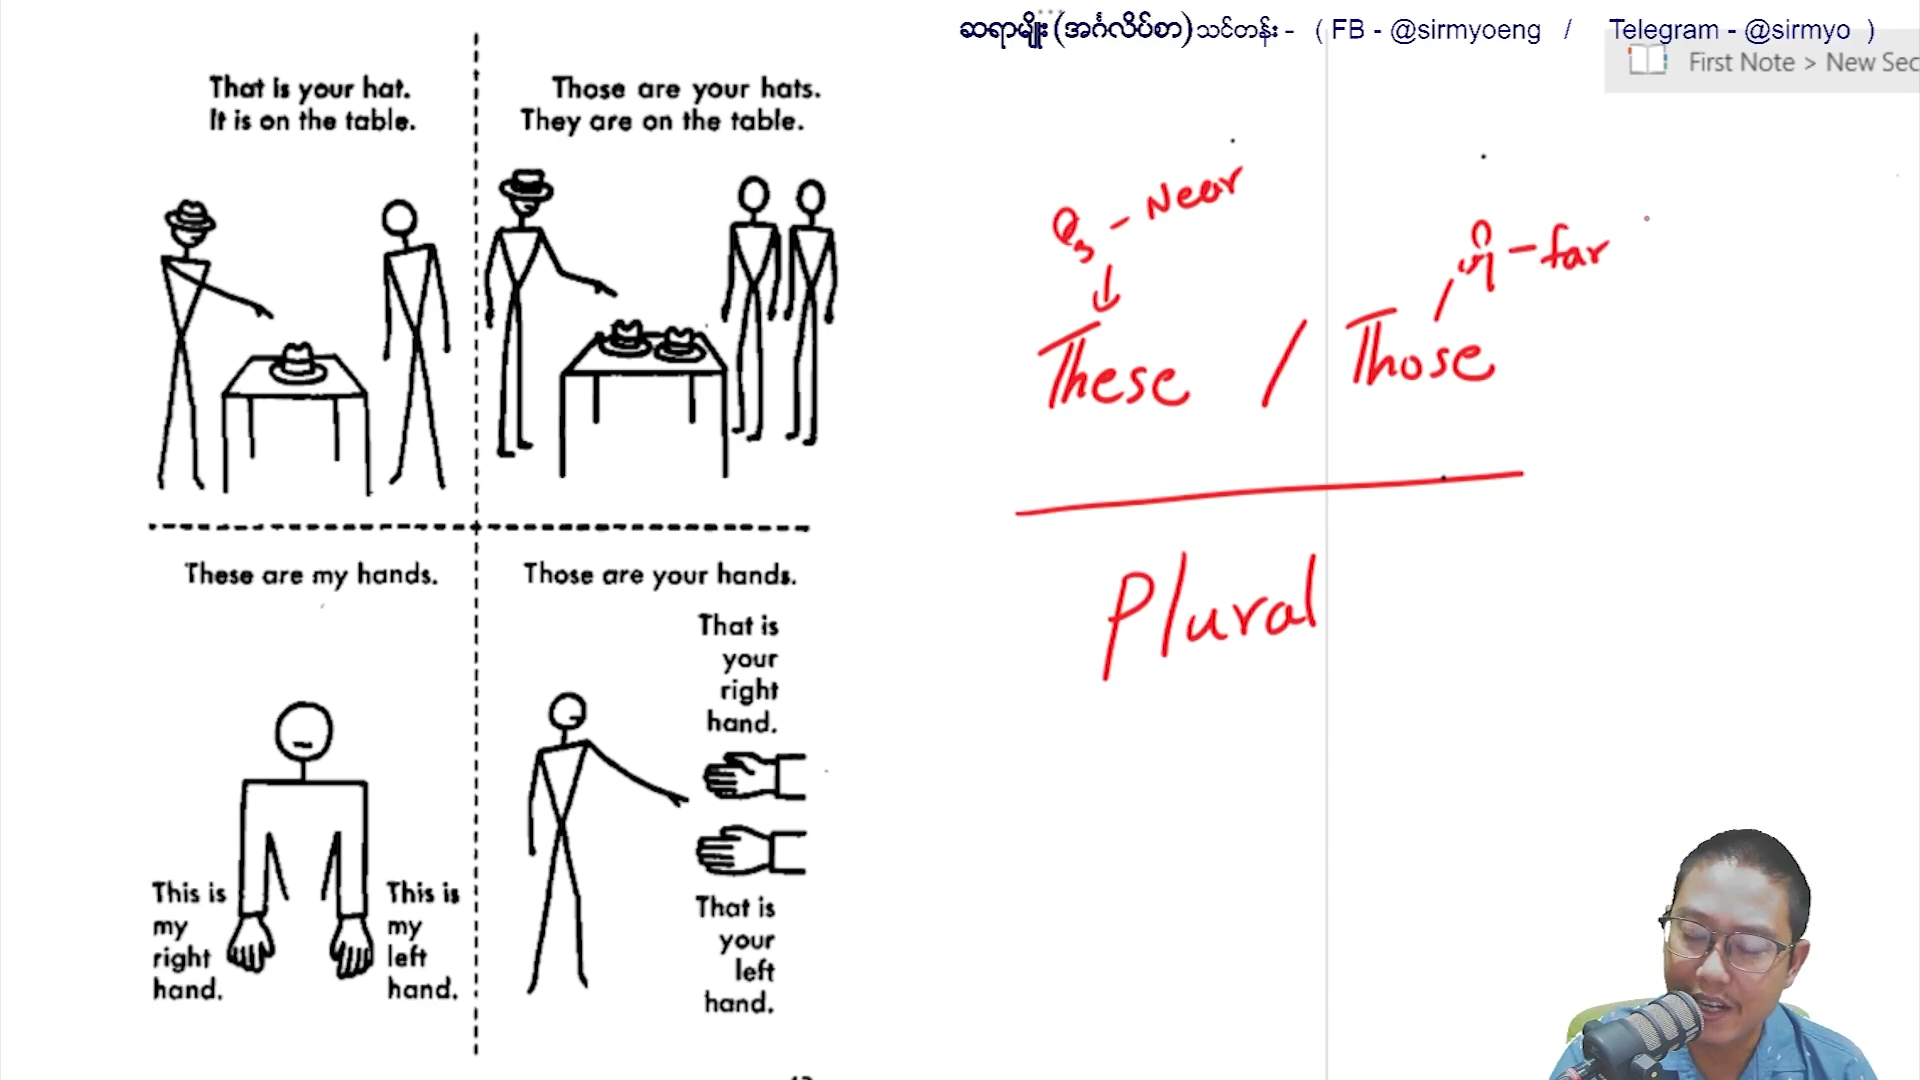 ဆရာမျိုး (အင်္ဂလိပ်စာ) သင်တန်း - ( FB - @sirmyoeng / Telegram - @sirmyo )
First Note > New Sec
That is your hat.
It is on the table.
Those are your hats.
They are on the table.
These are my hands.
This is
my
right
hand.
This is
my
left
hand.
Those are your hands.
That is
your
right
hand.
That is
your
left
hand.
ဒီ - Near
ဟို - far
These / Those
Plural